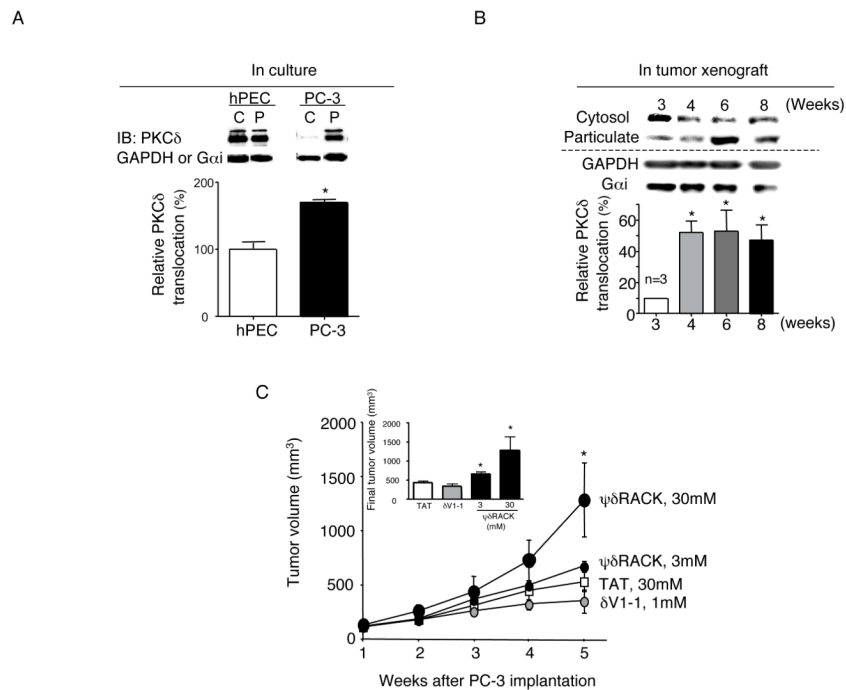 A
In culture
hPEC PC-3
C P C P
IB: PKCδ
GAPDH or Gαi
Relative PKCδ
translocation (%)
200
100
0
*
hPEC PC-3
B
In tumor xenograft
3 4 6 8 (Weeks)
Cytosol
Particulate
GAPDH
Gαi
Relative PKCδ
translocation (%)
60
40
20
0
n=3
* * *
3 4 6 8 (weeks)
C
Tumor volume (mm³)
2000
1500
1000
500
0
Final tumor volume (mm³)
2000
1500
1000
500
0
* *
TAT δV1-1 3 30
ψδRACK
(mM)
*
ψδRACK, 30mM
ψδRACK, 3mM
TAT, 30mM
δV1-1, 1mM
1 2 3 4 5
Weeks after PC-3 implantation